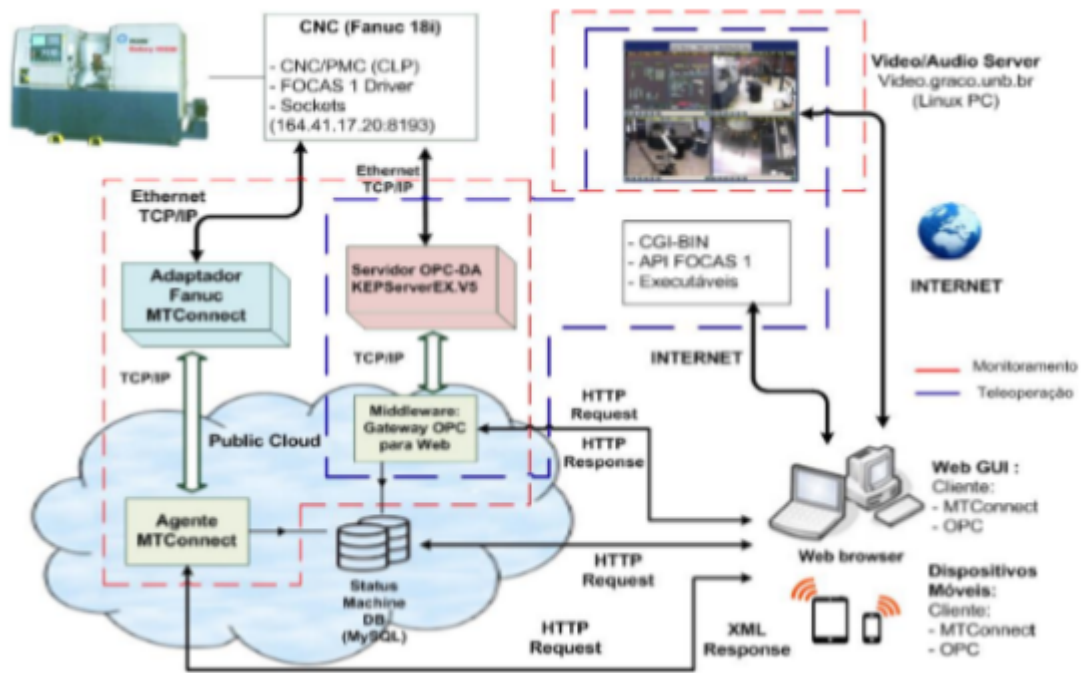 CNC (Fanuc 18i)
- CNC/PMC (CLP)
- FOCAS 1 Driver
- Sockets
(164.41.17.20:8193)
Video/Audio Server
Video.graco.unb.br
(Linux PC)
Ethernet
TCP/IP
Ethernet
TCP/IP
Adaptador
Fanuc
MTConnect
Servidor OPC-DA
KEPServerEX.V5
- CGI-BIN
- API FOCAS 1
- Executáveis
INTERNET
INTERNET
Monitoramento
Teleoperação
TCP/IP
TCP/IP
Public Cloud
Middleware:
Gateway OPC
para Web
HTTP
Request
HTTP
Response
Agente
MTConnect
Status
Machine
DB
(MySQL)
HTTP
Request
HTTP
Request
XML
Response
Web browser
Web GUI :
Cliente:
- MTConnect
- OPC
Dispositivos
Móveis:
Cliente:
- MTConnect
- OPC